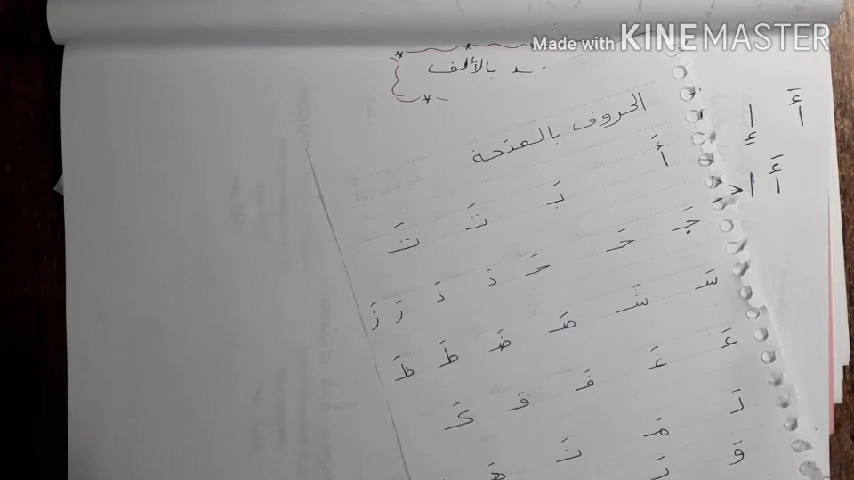 Made with KINEMASTER
بالألف
الحروف بالفتحة
أَ
بَ تَ ثَ
جَ حَ خَ دَ ذَ رَ زَ
سَ شَ صَ ضَ طَ ظَ
عَ غَ فَ قَ كَ
لَ مَ نَ هَ
وَ
أَ إِ
أَ